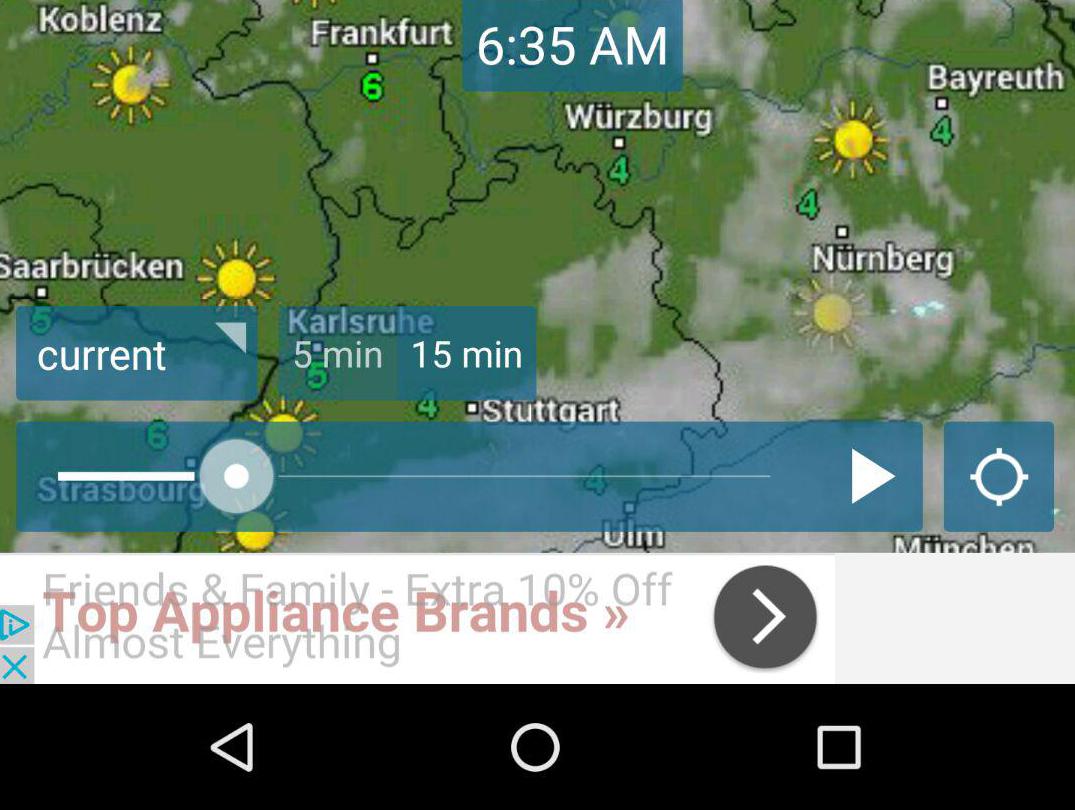 Koblenz
Frankfurt
6:35 AM
6
Bayreuth
4
Würzburg
4
4
Nürnberg
Saarbrücken
5
Karlsruhe
current
5 min
15 min
5
4
Stuttgart
6
Strasbourg
4
Ulm
München
Friends & Family - Extra 10% Off
Top Appliance Brands »
Almost Everything